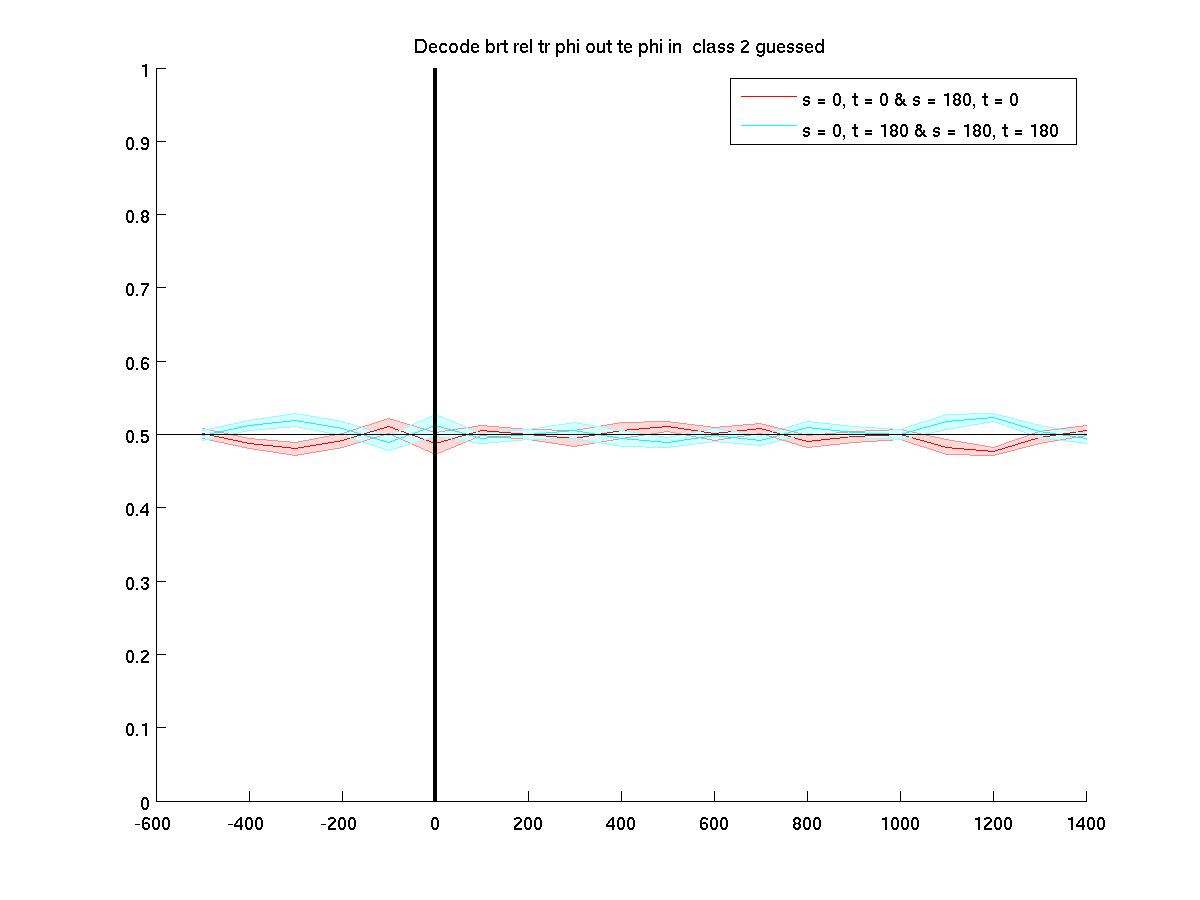 Decode brt rel tr phi out te phi in  class 2 guessed
s = 0, t = 0 & s = 180, t = 0
s = 0, t = 180 & s = 180, t = 180
1
0.9
0.8
0.7
0.6
0.5
0.4
0.3
0.2
0.1
0
-600 -400 -200 0 200 400 600 800 1000 1200 1400